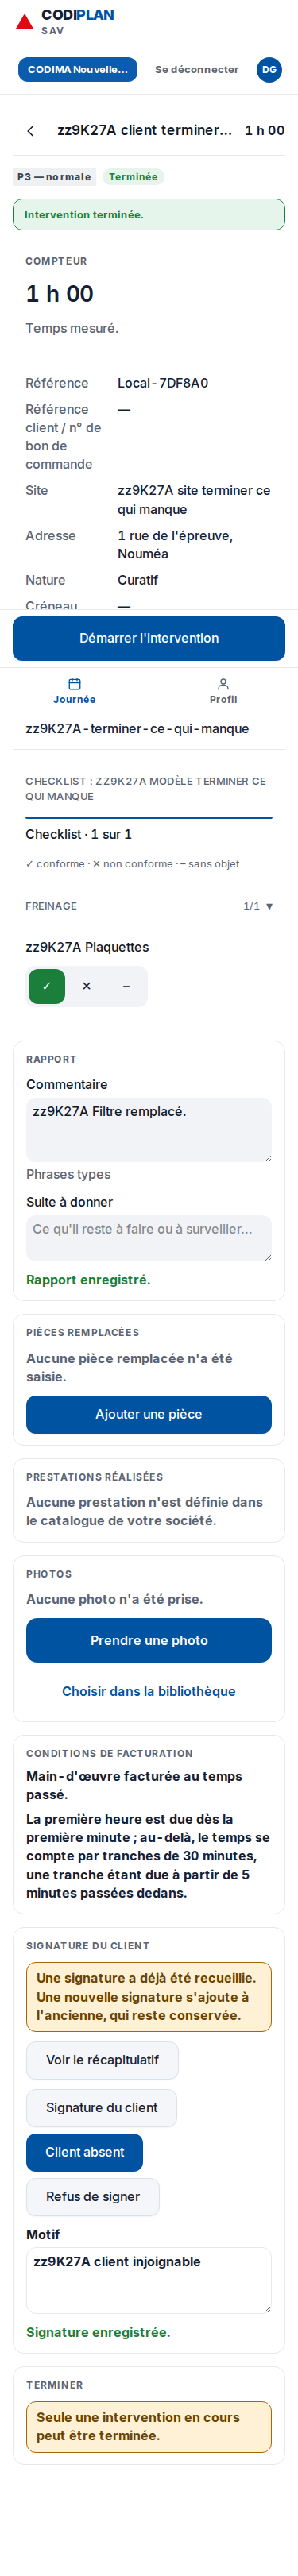 CODIPLAN
SAV
CODIMA Nouvelle...
Se déconnecter
DG
zz9K27A client terminer...
1 h 00
P3 — normale
Terminée
Intervention terminée.
COMPTEUR
1 h 00
Temps mesuré.
Référence
Local-7DF8A0
Référence
client / n° de
bon de
commande
—
Site
zz9K27A site terminer ce
qui manque
Adresse
1 rue de l'épreuve,
Nouméa
Nature
Curatif
Créneau
—
Démarrer l'intervention
Journée
Profil
zz9K27A-terminer-ce-qui-manque
CHECKLIST : ZZ9K27A MODÈLE TERMINER CE
QUI MANQUE
Checklist · 1 sur 1
✓ conforme · ✕ non conforme · – sans objet
FREINAGE
1/1 ▼
zz9K27A Plaquettes
✓ ✕ –
RAPPORT
Commentaire
zz9K27A Filtre remplacé.
Phrases types
Suite à donner
Ce qu'il reste à faire ou à surveiller...
Rapport enregistré.
PIÈCES REMPLACÉES
Aucune pièce remplacée n'a été
saisie.
Ajouter une pièce
PRESTATIONS RÉALISÉES
Aucune prestation n'est définie dans
le catalogue de votre société.
PHOTOS
Aucune photo n'a été prise.
Prendre une photo
Choisir dans la bibliothèque
CONDITIONS DE FACTURATION
Main-d'œuvre facturée au temps
passé.
La première heure est due dès la
première minute ; au-delà, le temps se
compte par tranches de 30 minutes,
une tranche étant due à partir de 5
minutes passées dedans.
SIGNATURE DU CLIENT
Une signature a déjà été recueillie.
Une nouvelle signature s'ajoute à
l'ancienne, qui reste conservée.
Voir le récapitulatif
Signature du client
Client absent
Refus de signer
Motif
zz9K27A client injoignable
Signature enregistrée.
TERMINER
Seule une intervention en cours
peut être terminée.